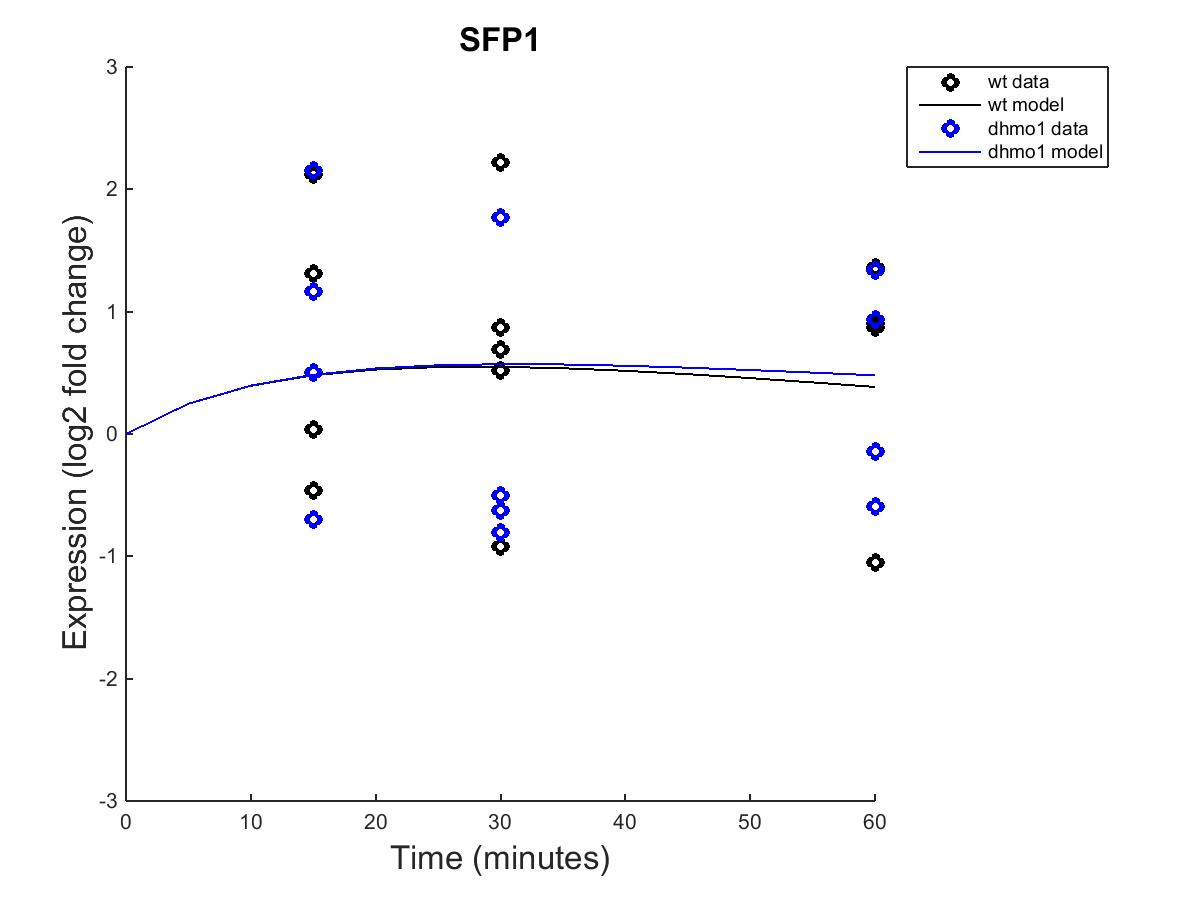 SFP1
3
2
1
0
-1
-2
-3
Expression (log2 fold change)
0 10 20 30 40 50 60
Time (minutes)
wt data
wt model
dhmo1 data
dhmo1 model